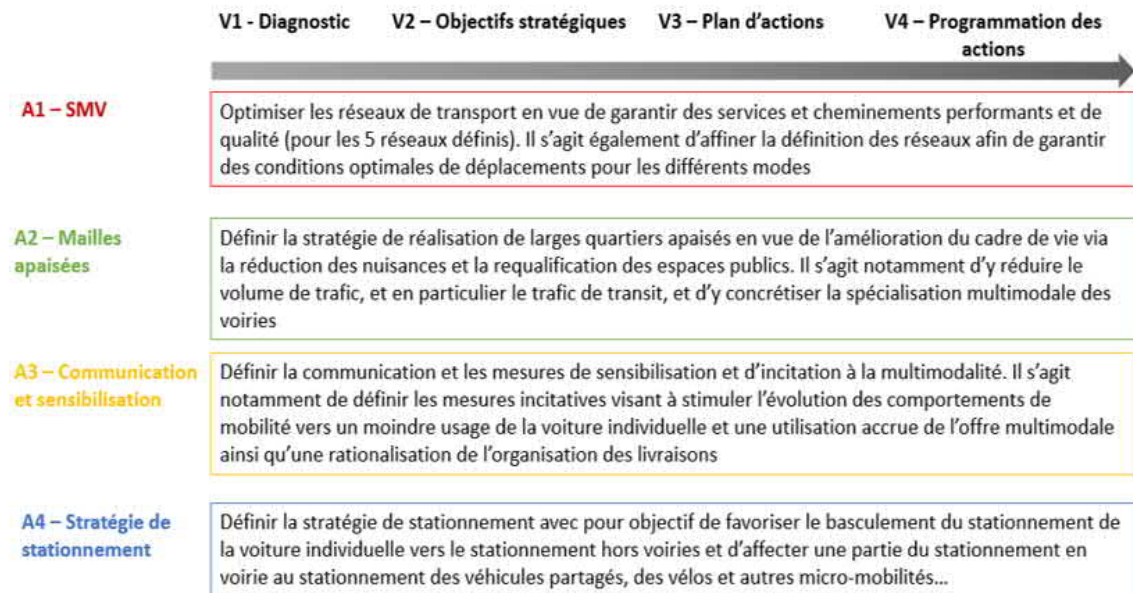 V1 - Diagnostic V2 – Objectifs stratégiques V3 – Plan d'actions V4 – Programmation des
actions
A1 – SMV
Optimiser les réseaux de transport en vue de garantir des services et cheminements performants et de
qualité (pour les 5 réseaux définis). Il s'agit également d'affiner la définition des réseaux afin de garantir
des conditions optimales de déplacements pour les différents modes
A2 – Mailles
apaisées
Définir la stratégie de réalisation de larges quartiers apaisés en vue de l'amélioration du cadre de vie via
la réduction des nuisances et la requalification des espaces publics. Il s'agit notamment d'y réduire le
volume de trafic, et en particulier le trafic de transit, et d'y concrétiser la spécialisation multimodale des
voiries
A3 – Communication
et sensibilisation
Définir la communication et les mesures de sensibilisation et d'incitation à la multimodalité. Il s'agit
notamment de définir les mesures incitatives visant à stimuler l'évolution des comportements de
mobilité vers un moindre usage de la voiture individuelle et une utilisation accrue de l'offre multimodale
ainsi qu'une rationalisation de l'organisation des livraisons
A4 – Stratégie de
stationnement
Définir la stratégie de stationnement avec pour objectif de favoriser le basculement du stationnement de
la voiture individuelle vers le stationnement hors voiries et d'affecter une partie du stationnement en
voirie au stationnement des véhicules partagés, des vélos et autres micro-mobilités...